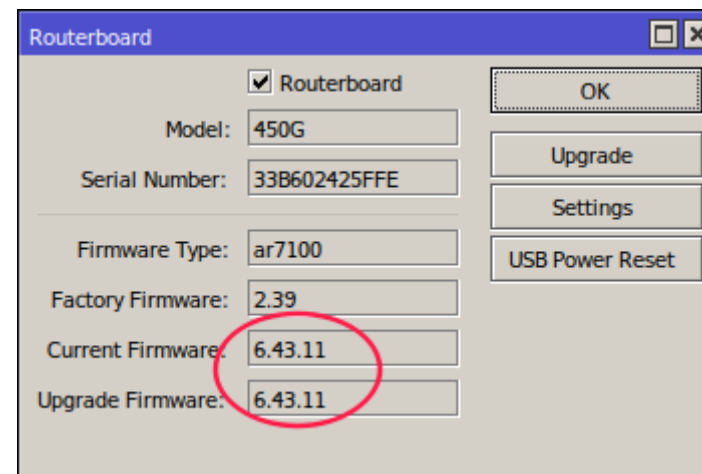 Routerboard
Routerboard
OK
Model: 450G
Upgrade
Serial Number: 33B602425FFE
Settings
Firmware Type: ar7100
USB Power Reset
Factory Firmware: 2.39
Current Firmware: 6.43.11
Upgrade Firmware: 6.43.11